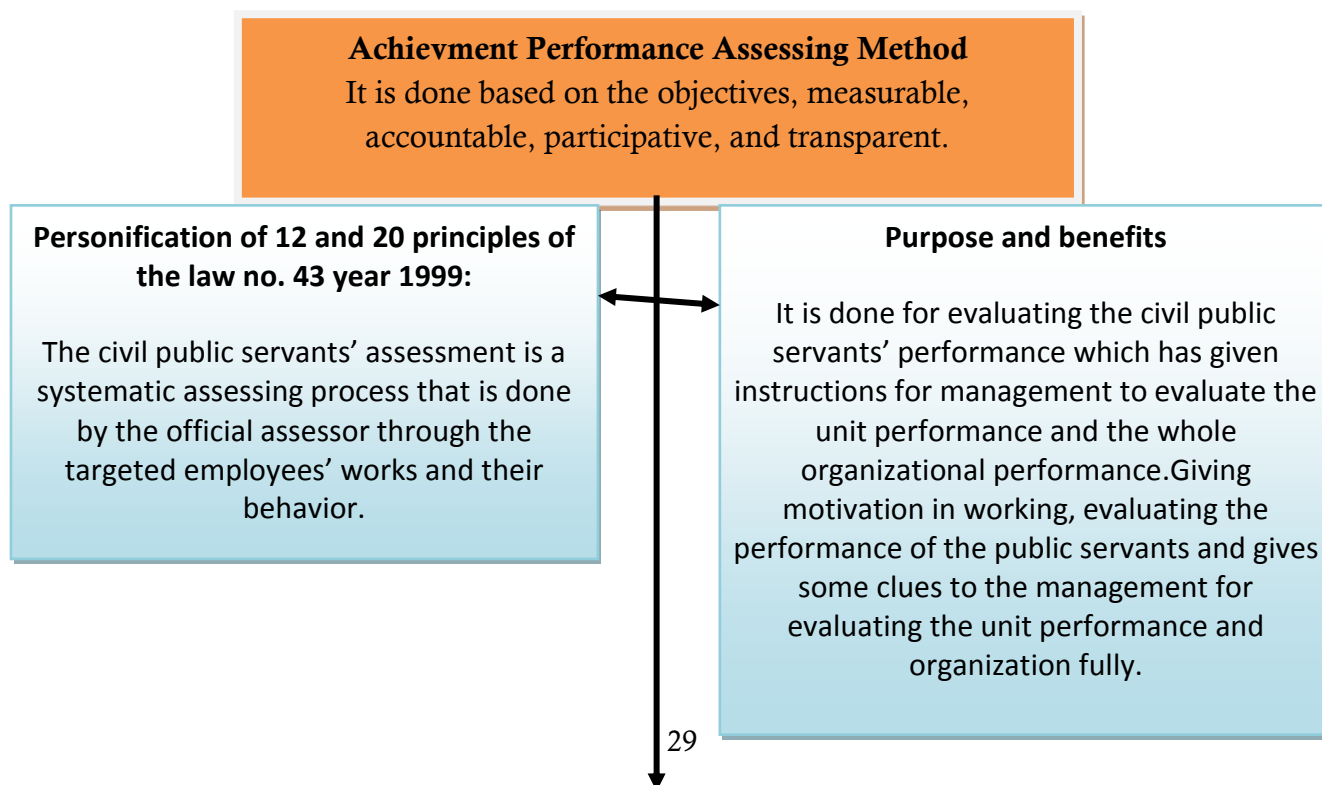 Achievment Performance Assessing Method
It is done based on the objectives, measurable,
accountable, participative, and transparent.
Personification of 12 and 20 principles of
the law no. 43 year 1999:
The civil public servants’ assessment is a
systematic assessing process that is done
by the official assessor through the
targeted employees’ works and their
behavior.
Purpose and benefits
It is done for evaluating the civil public
servants’ performance which has given
instructions for management to evaluate the
unit performance and the whole
organizational performance.Giving
motivation in working, evaluating the
performance of the public servants and gives
some clues to the management for
evaluating the unit performance and
organization fully.
29